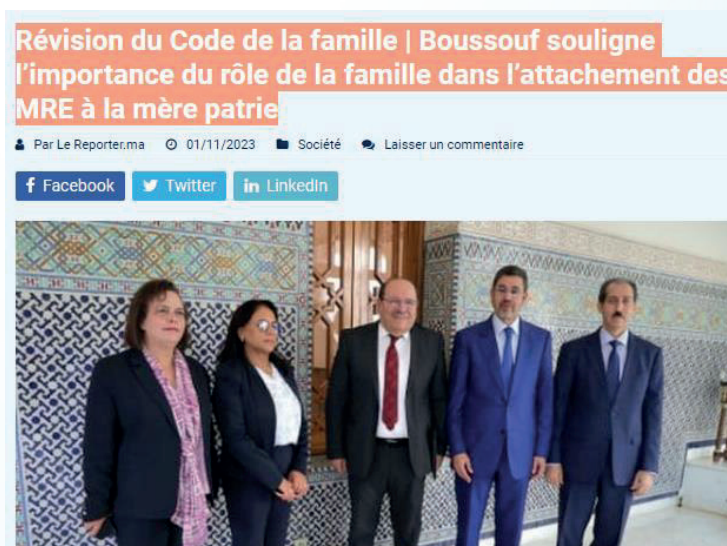 Révision du Code de la famille | Boussouf souligne
l'importance du rôle de la famille dans l'attachement des
MRE à la mère patrie
Par Le Reporter.ma 01/11/2023 Société Laisser un commentaire
Facebook Twitter LinkedIn